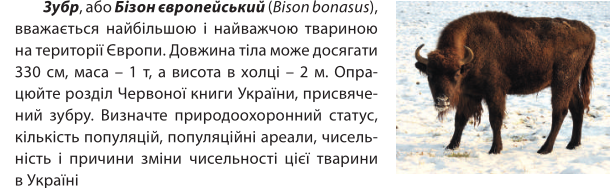 Зубр, або Бізон європейський (Bison bonasus),
вважається найбільшою і найважчою твариною
на території Європи. Довжина тіла може досягати
330 см, маса – 1 т, а висота в холці – 2 м. Опра-
цюйте розділ Червоної книги України, присвяче-
ний зубру. Визначте природоохоронний статус,
кількість популяцій, популяційні ареали, чисель-
ність і причини зміни чисельності цієї тварини
в Україні